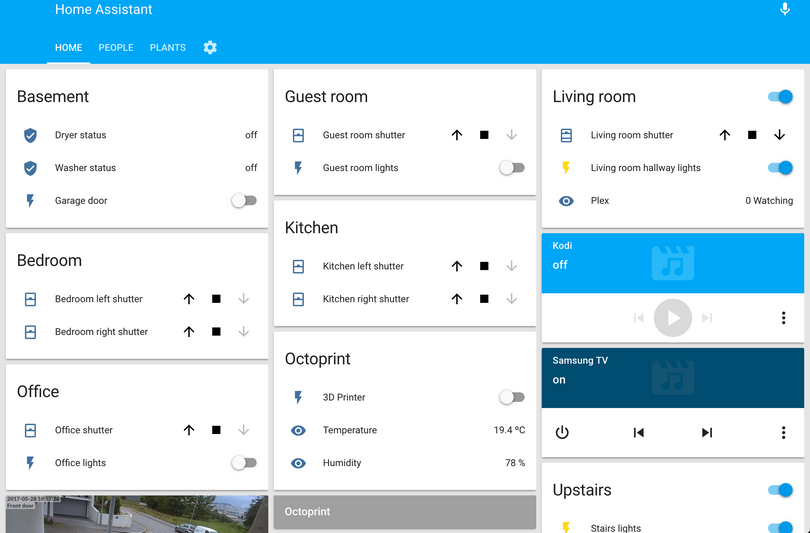 Home Assistant
HOME PEOPLE PLANTS
Basement
Dryer status off
Washer status off
Garage door
Bedroom
Bedroom left shutter
Bedroom right shutter
Office
Office shutter
Office lights
2017-05-28 18:57:26
Front door
Guest room
Guest room shutter
Guest room lights
Kitchen
Kitchen left shutter
Kitchen right shutter
Octoprint
3D Printer
Temperature 19.4 ºC
Humidity 78 %
Octoprint
Living room
Living room shutter
Living room hallway lights
Plex 0 Watching
Kodi
off
Samsung TV
on
Upstairs
Stairs lights